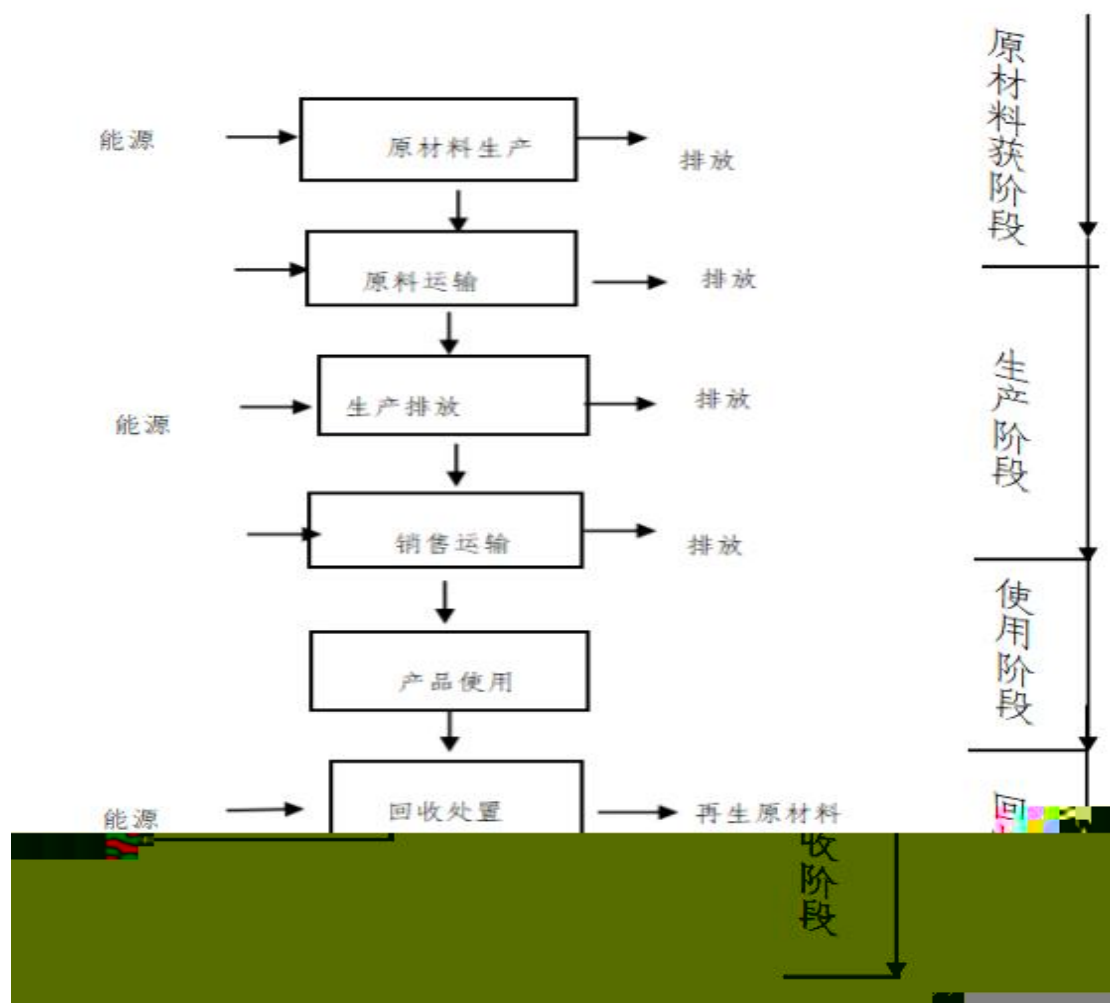 能源
原材料生产
排放
原料运输
排放
能源
生产排放
排放
销售运输
排放
产品使用
能源
回收处置
再生原材料
原材料获阶段
生产阶段
使用阶段
回收阶段